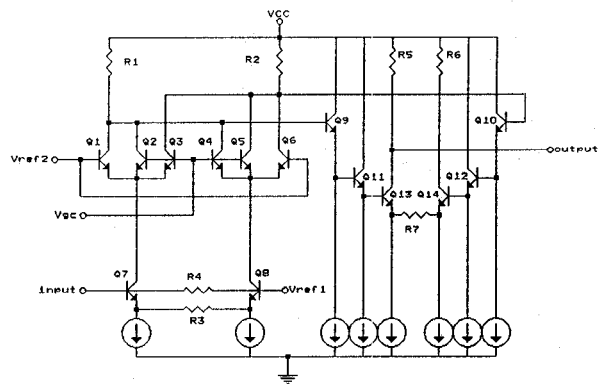 VCC
R1
R2
R5
R6
Q9
Q10
Q1
Q2
Q3
Q4
Q5
Q6
output
Vref2
Q11
Q13
Q14
Q12
Vgc
R7
Q7
R4
Q8
input
Vref1
R3